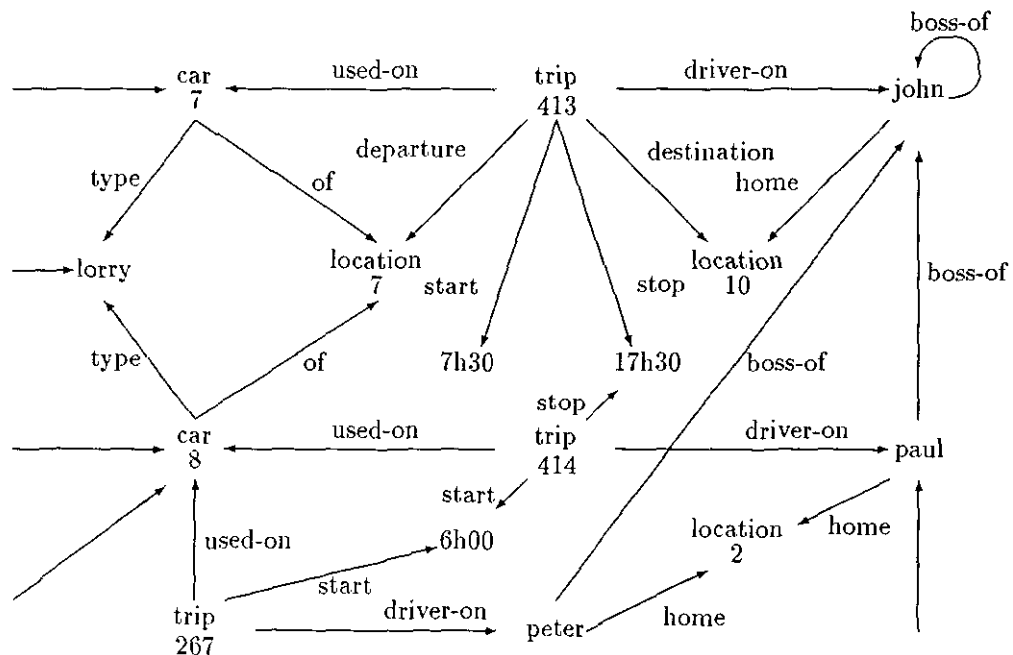 boss-of
car
7
used-on
trip
413
driver-on
john
departure
destination
home
type
of
lorry
location
7
start
stop
location
10
boss-of
type
of
7h30
17h30
boss-of
stop
car
8
used-on
trip
414
driver-on
paul
start
used-on
6h00
location
2
home
start
trip
267
driver-on
peter
home